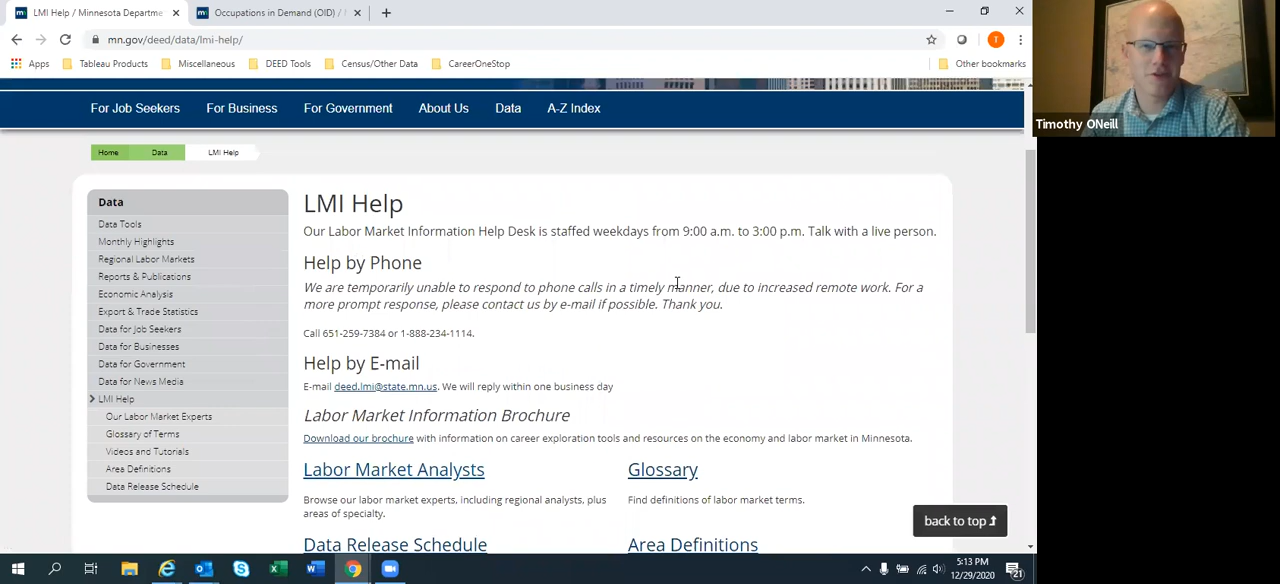 LMI Help / Minnesota Departme
Occupations in Demand (OID) /
mn.gov/deed/data/lmi-help/
Apps
Tableau Products
Miscellaneous
DEED Tools
Census/Other Data
CareerOneStop
Other bookmarks
For Job Seekers
For Business
For Government
About Us
Data
A-Z Index
Timothy ONeill
Home
Data
LMI Help
Data
Data Tools
Monthly Highlights
Regional Labor Markets
Reports & Publications
Economic Analysis
Export & Trade Statistics
Data for Job Seekers
Data for Businesses
Data for Government
Data for News Media
LMI Help
Our Labor Market Experts
Glossary of Terms
Videos and Tutorials
Area Definitions
Data Release Schedule
LMI Help
Our Labor Market Information Help Desk is staffed weekdays from 9:00 a.m. to 3:00 p.m. Talk with a live person.
Help by Phone
We are temporarily unable to respond to phone calls in a timely manner, due to increased remote work. For a
more prompt response, please contact us by e-mail if possible. Thank you.
Call 651-259-7384 or 1-888-234-1114.
Help by E-mail
E-mail deed.lmi@state.mn.us. We will reply within one business day
Labor Market Information Brochure
Download our brochure with information on career exploration tools and resources on the economy and labor market in Minnesota.
Labor Market Analysts
Browse our labor market experts, including regional analysts, plus
areas of specialty.
Glossary
Find definitions of labor market terms.
Data Release Schedule
Area Definitions
back to top
5:13 PM
12/29/2020
21